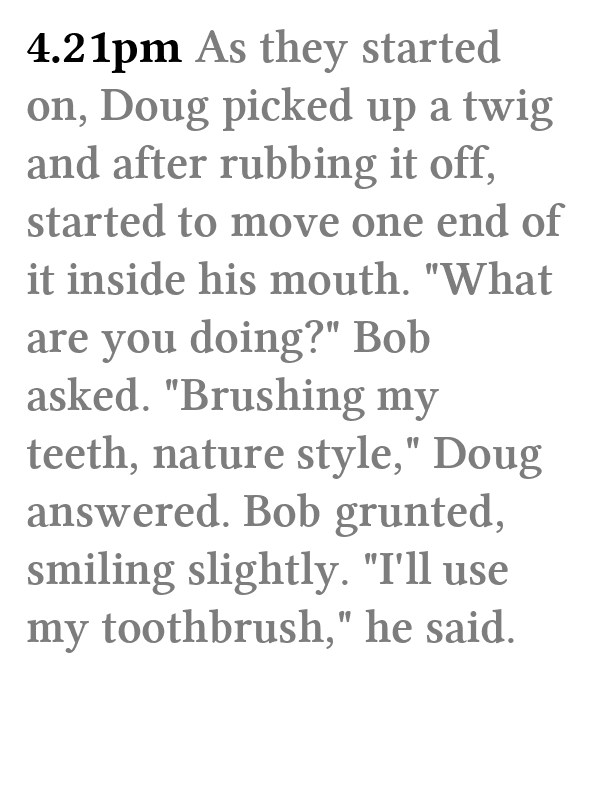 4.21pm As they started
on, Doug picked up a twig
and after rubbing it off,
started to move one end of
it inside his mouth. "What
are you doing?" Bob
asked. "Brushing my
teeth, nature style," Doug
answered. Bob grunted,
smiling slightly. "I'll use
my toothbrush," he said.